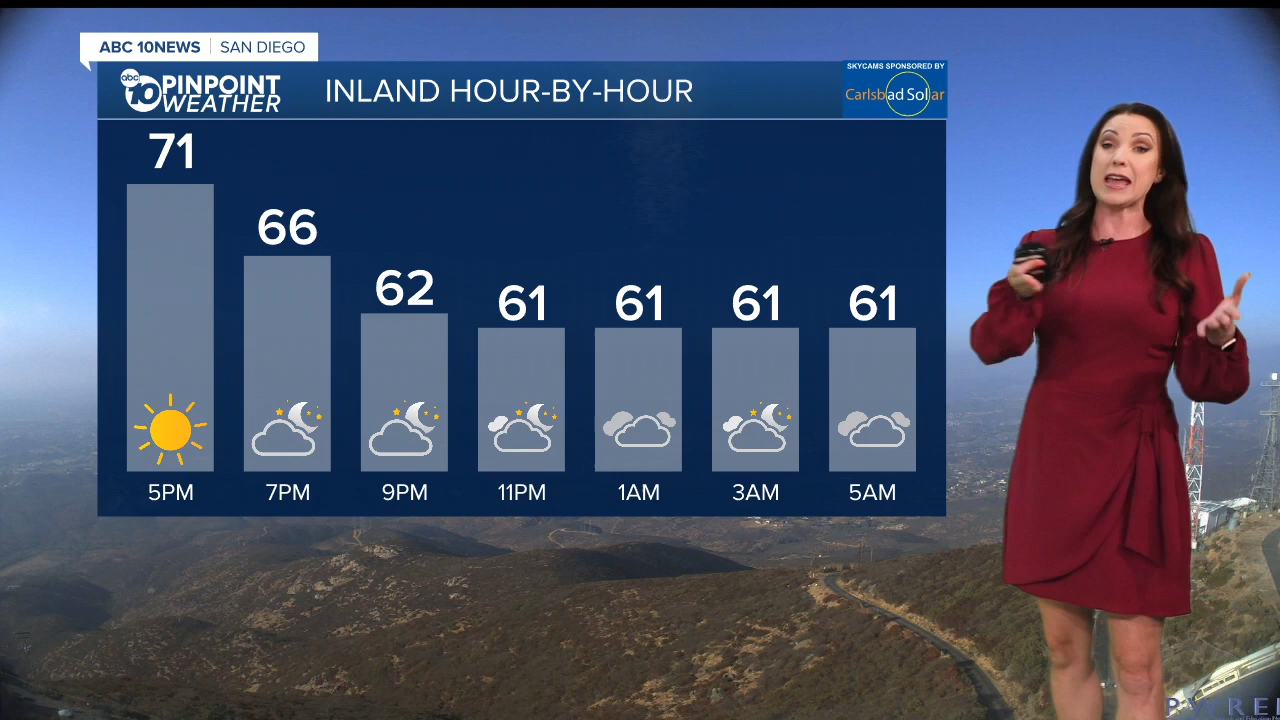 ABC 10NEWS | SAN DIEGO
abc 10 PINPOINT
WEATHER
INLAND HOUR-BY-HOUR
SKYCAMS SPONSORED BY
Carlsbad Solar
71
66
62
61
61
61
61
5PM
7PM
9PM
11PM
1AM
3AM
5AM